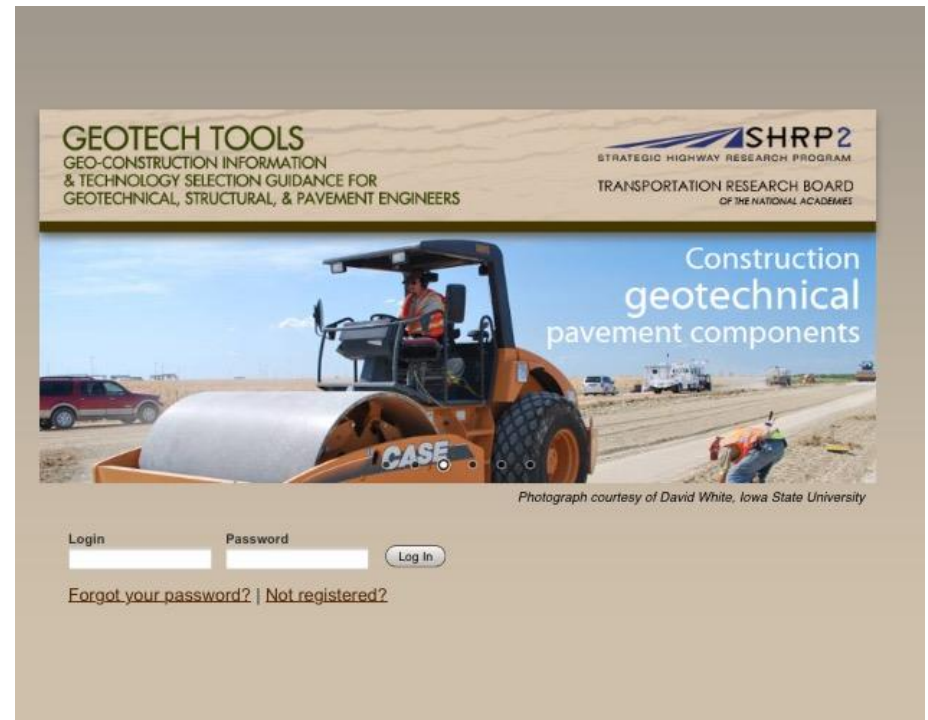 GEOTECH TOOLS
GEO-CONSTRUCTION INFORMATION
& TECHNOLOGY SELECTION GUIDANCE FOR
GEOTECHNICAL, STRUCTURAL, & PAVEMENT ENGINEERS
SHRP2
STRATEGIC HIGHWAY RESEARCH PROGRAM
TRANSPORTATION RESEARCH BOARD
OF THE NATIONAL ACADEMIES
Construction
geotechnical
pavement components
CASE
Photograph courtesy of David White, Iowa State University
Login Password
Log In
Forgot your password? | Not registered?